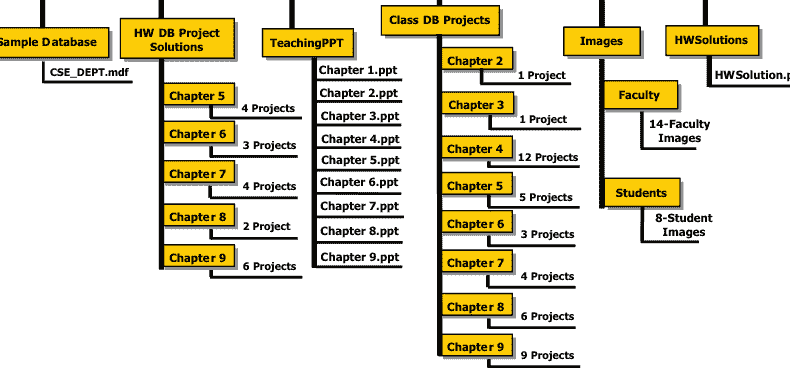 Sample Database
CSE_DEPT.mdf
HW DB Project
Solutions
Chapter 5
4 Projects
Chapter 6
3 Projects
Chapter 7
4 Projects
Chapter 8
2 Project
Chapter 9
6 Projects
TeachingPPT
Chapter 1.ppt
Chapter 2.ppt
Chapter 3.ppt
Chapter 4.ppt
Chapter 5.ppt
Chapter 6.ppt
Chapter 7.ppt
Chapter 8.ppt
Chapter 9.ppt
Class DB Projects
Chapter 2
1 Project
Chapter 3
1 Project
Chapter 4
12 Projects
Chapter 5
5 Projects
Chapter 6
3 Projects
Chapter 7
4 Projects
Chapter 8
6 Projects
Chapter 9
9 Projects
Images
Faculty
14-Faculty
Images
Students
8-Student
Images
HWSolutions
HWSolution.p